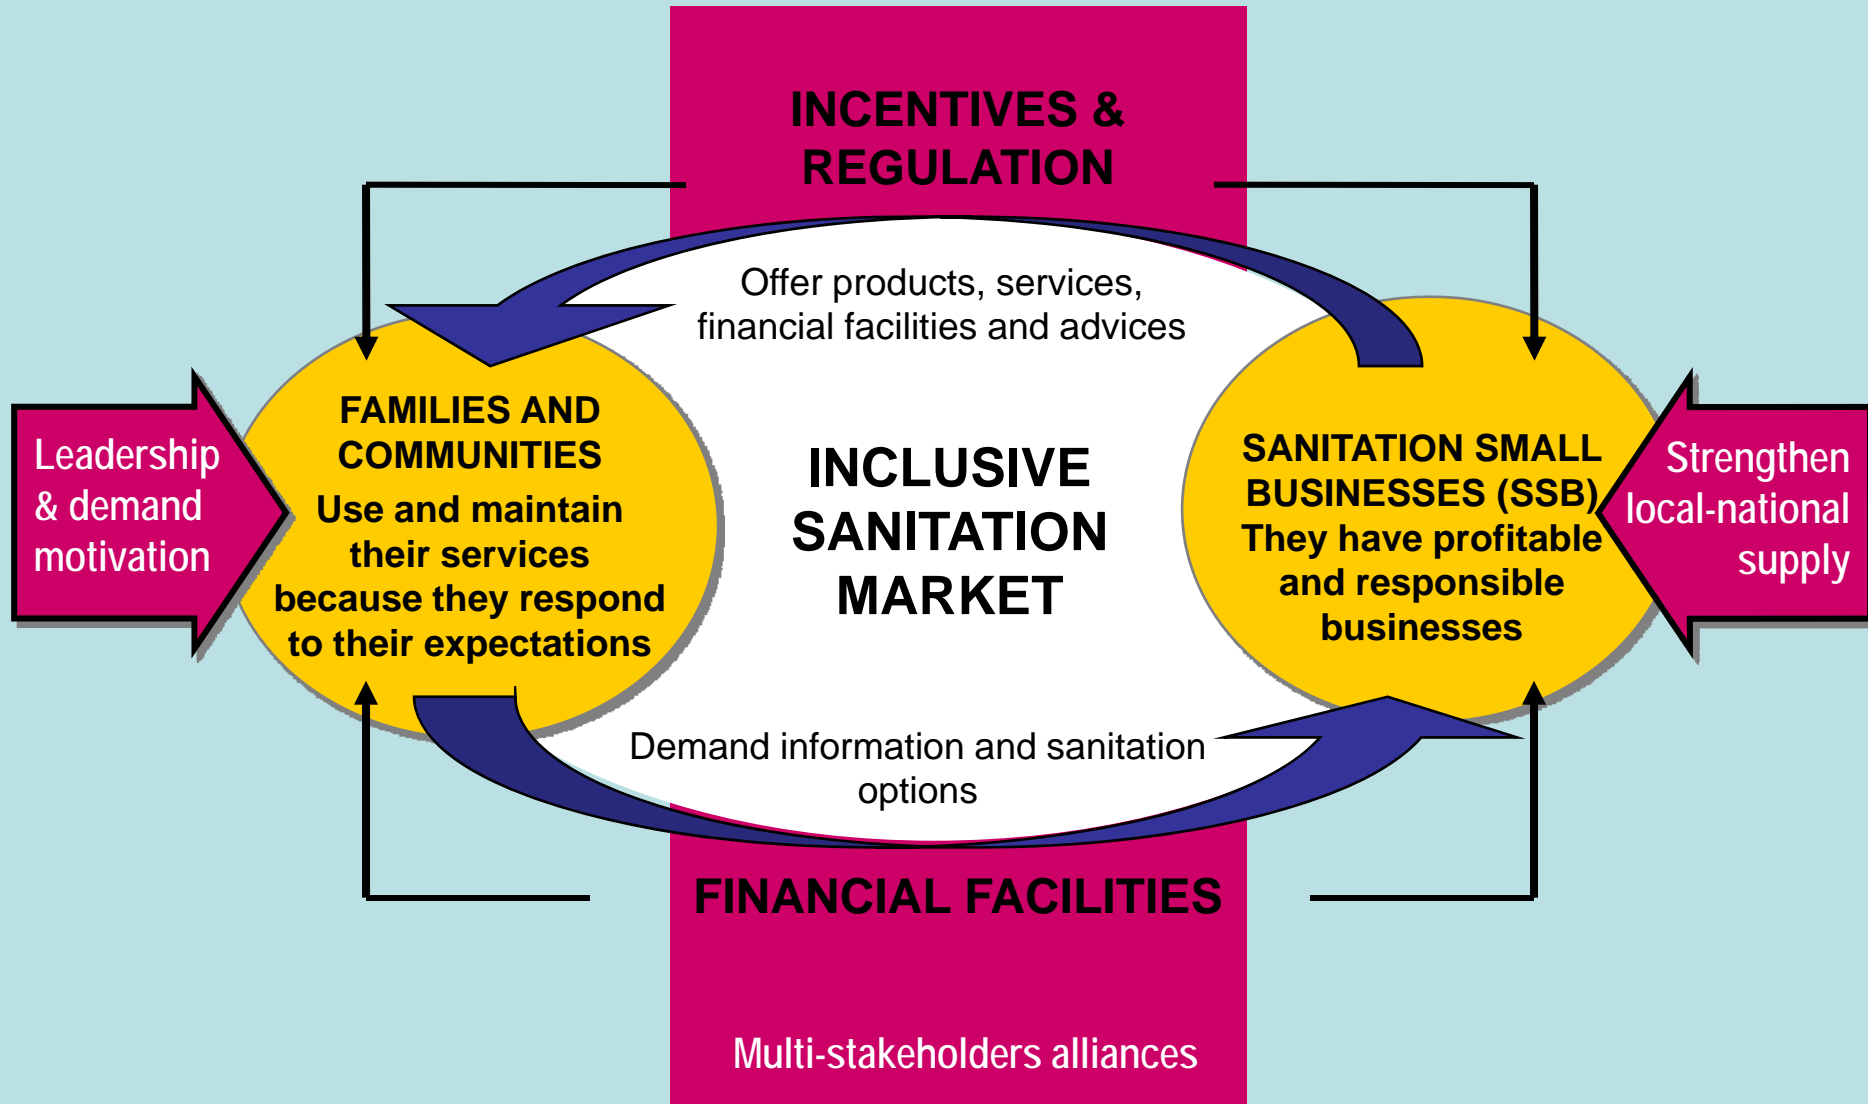 INCENTIVES &
REGULATION
Offer products, services,
financial facilities and advices
Leadership
& demand
motivation
FAMILIES AND
COMMUNITIES
Use and maintain
their services
because they respond
to their expectations
INCLUSIVE
SANITATION
MARKET
SANITATION SMALL
BUSINESSES (SSB)
They have profitable
and responsible
businesses
Strengthen
local-national
supply
Demand information and sanitation
options
FINANCIAL FACILITIES
Multi-stakeholders alliances